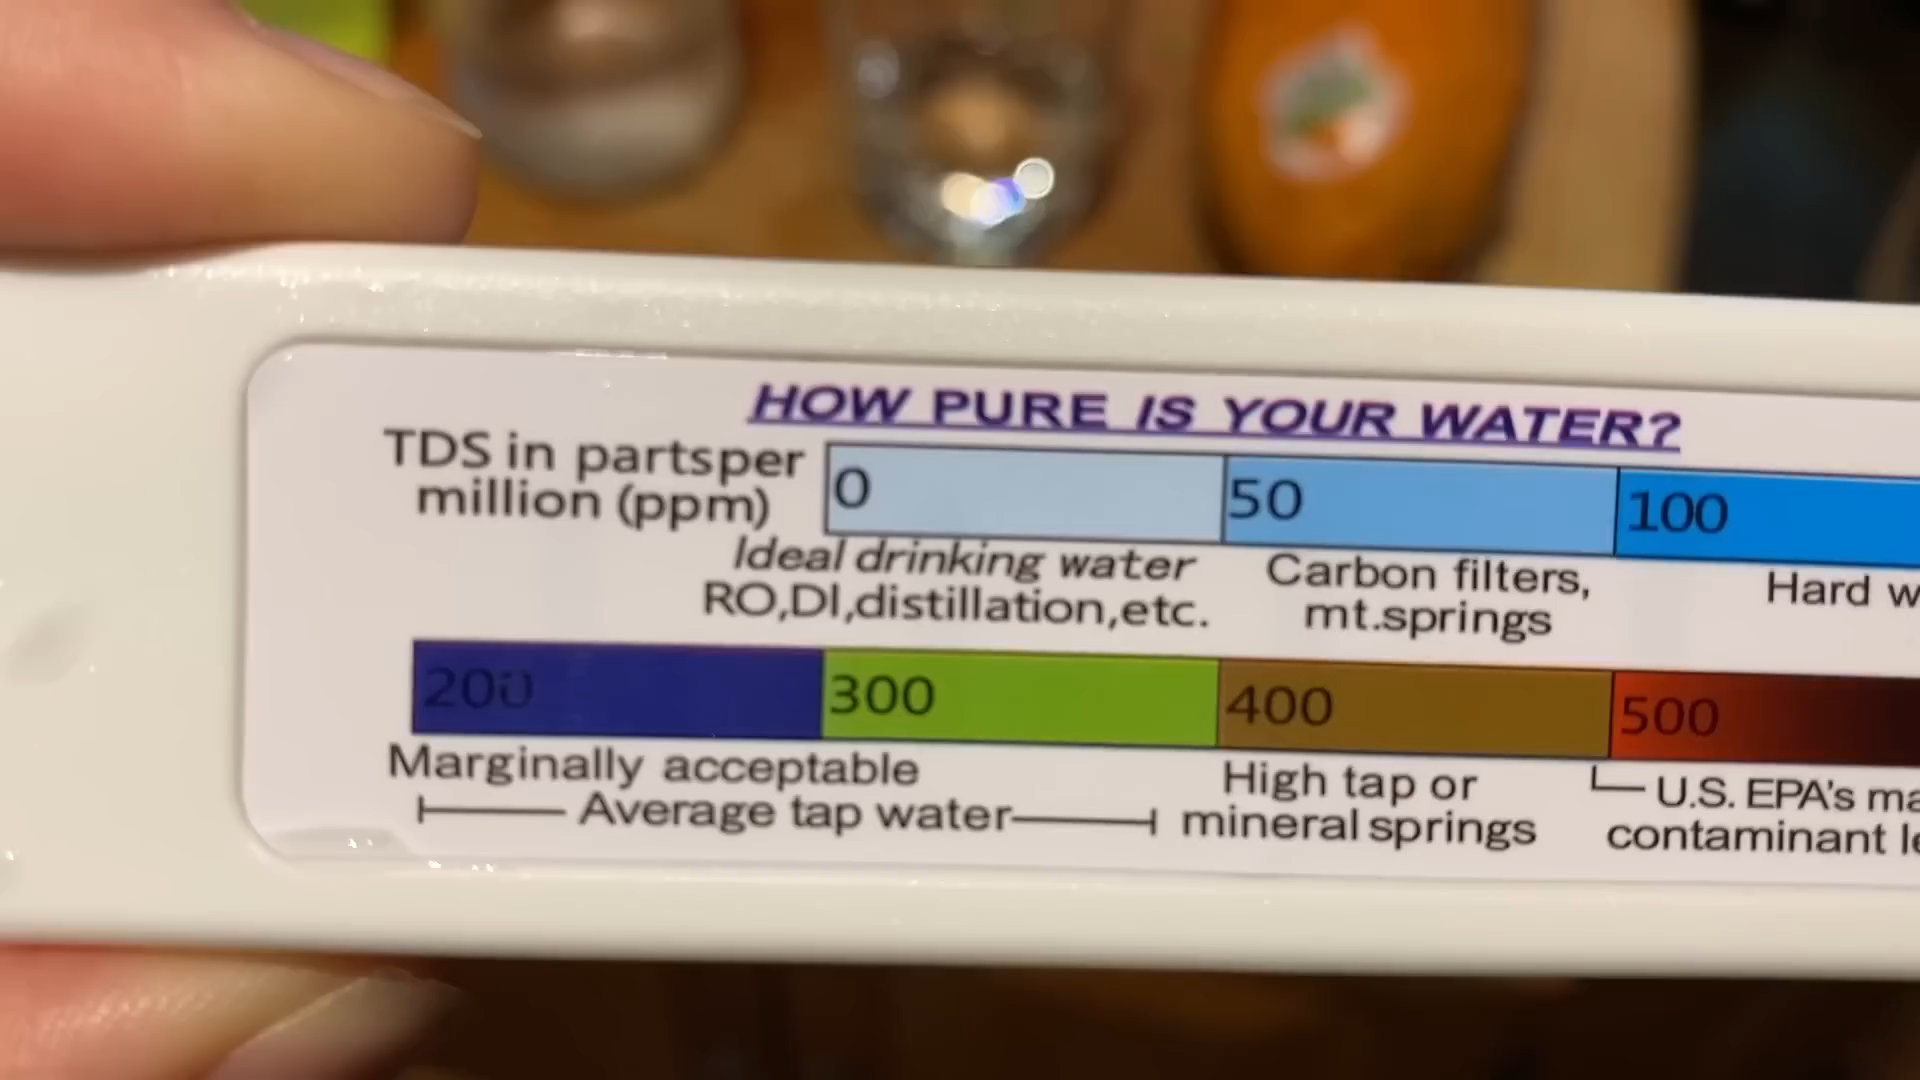 HOW PURE IS YOUR WATER?
TDS in partsper
million (ppm)
0 50 100
Ideal drinking water
RO,DI,distillation,etc.
Carbon filters,
mt.springs
Hard w
200 300 400 500
Marginally acceptable
Average tap water
High tap or
mineral springs
U.S. EPA's ma
contaminant le